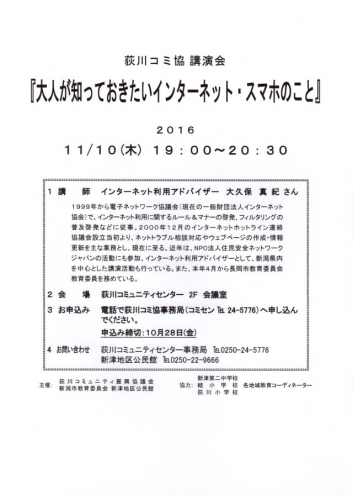 荻川コミ協 講演会
『大人が知っておきたいインターネット・スマホのこと』
2016
11/10(木) 19:00~20:30
1 講 師 インターネット利用アドバイザー 大久保 真紀 さん
1999年から電子ネットワーク協議会(現在の一般財団法人インターネット
協会)で、インターネット利用に関するルール&マナーの啓発、フィルタリングの
普及啓発などに従事。2000年12月のインターネットホットライン連絡
協議会設立当初より、ネットトラブル相談対応やウェブページの作成・情報
更新を主な業務とし、現在に至る。近年は、NPO法人住民安全ネットワーク
ジャパンの活動にも参加。インターネット利用アドバイザーとして、新潟県内
を中心とした講演活動も行っている。また、本年4月から長岡市教育委員会
教育委員を務めている。
2 会 場 荻川コミュニティセンター 2F 会議室
3 お申込み 電話で荻川コミ協事務局(コミセン ℡ 24-5776)へ申し込ん
でください。
申込み締切:10月28日(金)
4 お問い合わせ 荻川コミュニティセンター事務局 ℡0250-24-5776
新津地区公民館 ℡0250-22-9666
主催: 荻川コミュニティ振興協議会
新潟市教育委員会 新津地区公民館
協力: 新津第二中学校
結小学校 各地域教育コーディネーター
荻川小学校